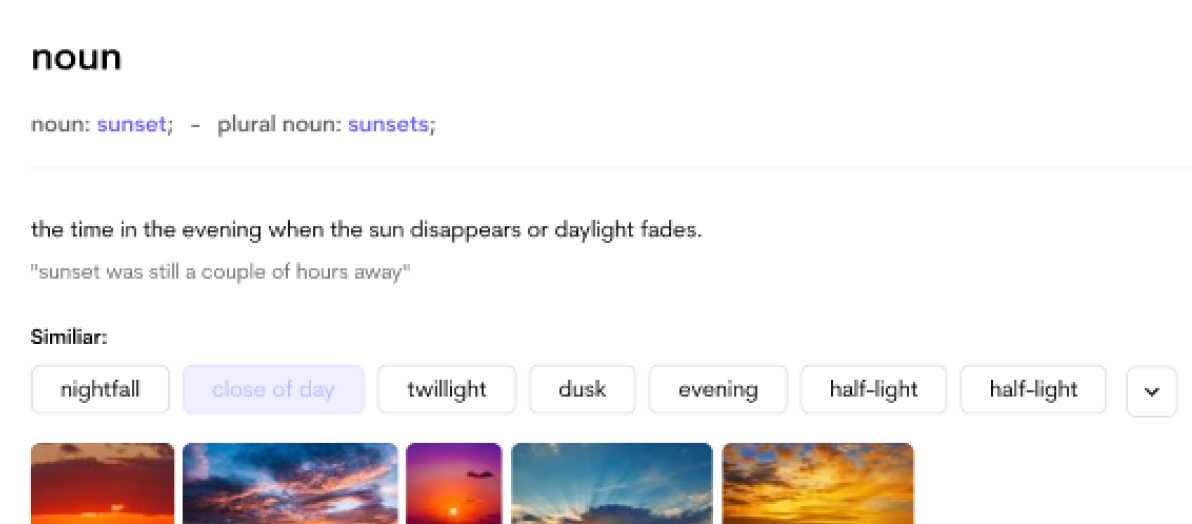 noun
noun: sunset; - plural noun: sunsets;
the time in the evening when the sun disappears or daylight fades.
"sunset was still a couple of hours away"
Similiar:
nightfall close of day twillight dusk evening half-light half-light